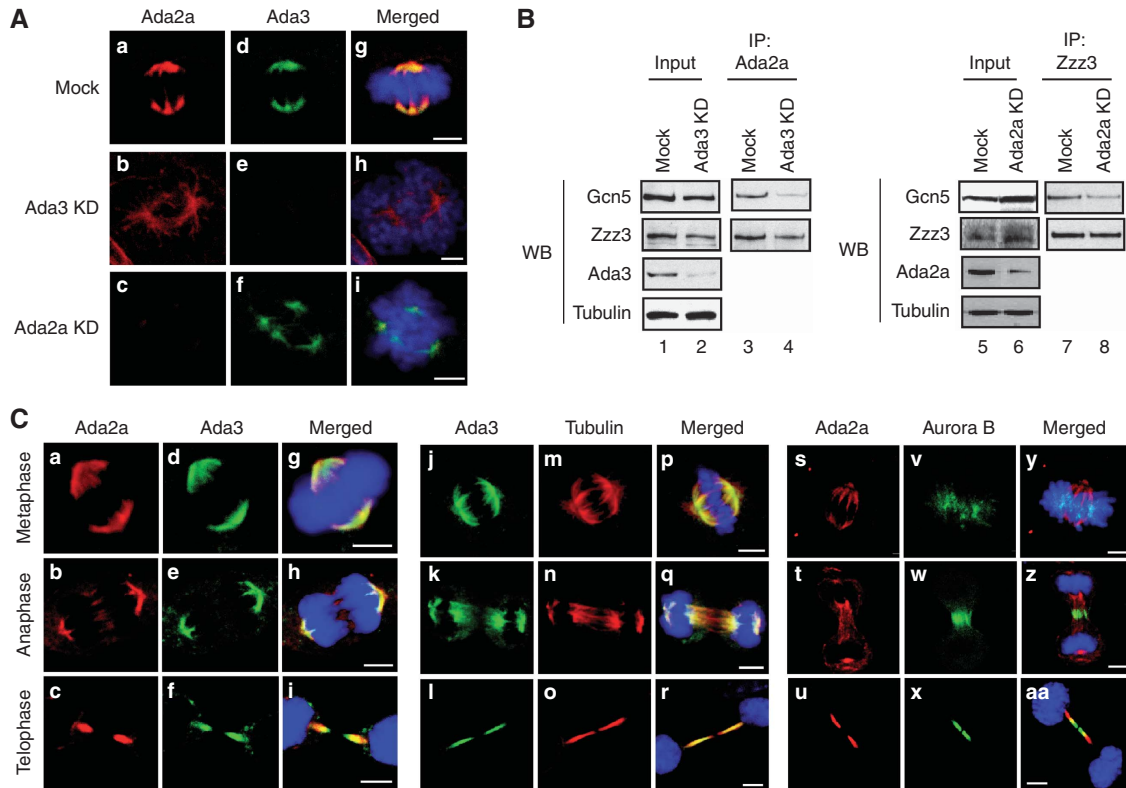 A
Ada2a Ada3 Merged
Mock
a d g
Ada3 KD
b e h
Ada2a KD
c f i
B
Input IP: Ada2a
Mock Ada3 KD Mock Ada3 KD
WB
Gcn5
Zzz3
Ada3
Tubulin
1 2 3 4
Input IP: Zzz3
Mock Ada2a KD Mock Ada2a KD
WB
Gcn5
Zzz3
Ada2a
Tubulin
5 6 7 8
C
Ada2a Ada3 Merged Ada3 Tubulin Merged Ada2a Aurora B Merged
Metaphase
a d g j m p s v y
Anaphase
b e h k n q t w z
Telophase
c f i l o r u x aa